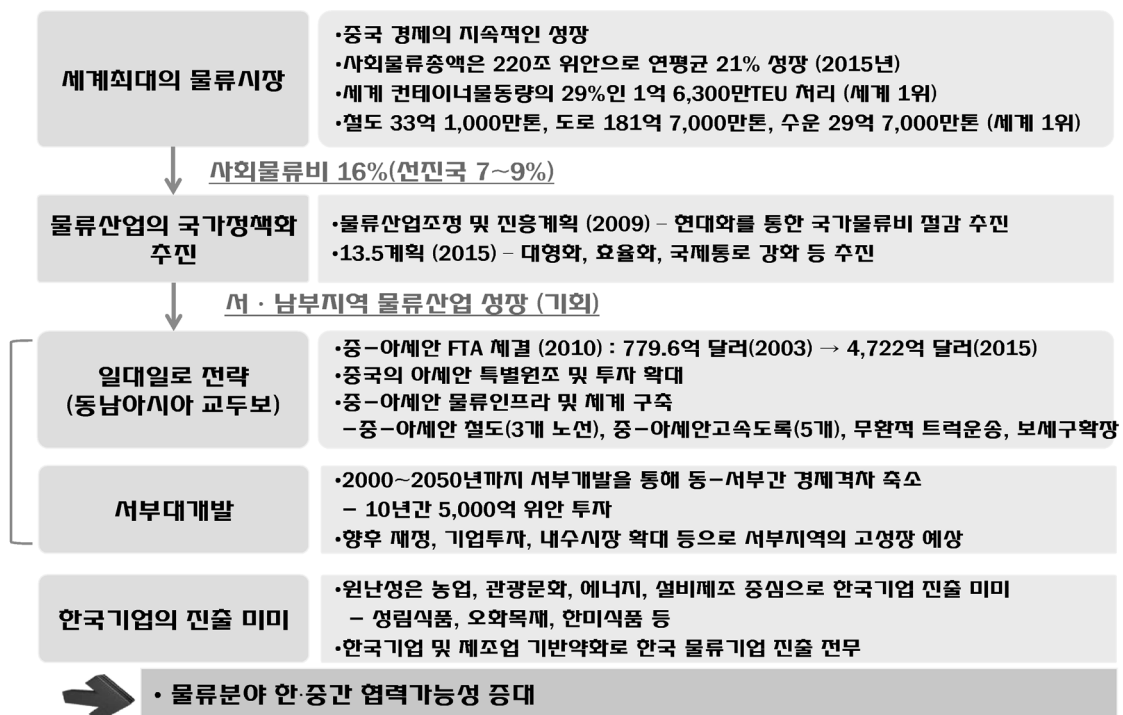 세계최대의 물류시장
•중국 경제의 지속적인 성장
•사회물류총액은 220조 위안으로 연평균 21% 성장 (2015년)
•세계 컨테이너물동량의 29%인 1억 6,300만TEU 처리 (세계 1위)
•철도 33억 1,000만톤, 도로 181억 7,000만톤, 수운 29억 7,000만톤 (세계 1위)
사회물류비 16%(선진국 7~9%)
물류산업의 국가정책화
추진
•물류산업조정 및 진흥계획 (2009) – 현대화를 통한 국가물류비 절감 추진
•13.5계획 (2015) – 대형화, 효율화, 국제통로 강화 등 추진
서 · 남부지역 물류산업 성장 (기회)
일대일로 전략
(동남아시아 교두보)
•중-아세안 FTA 체결 (2010) : 779.6억 달러(2003) → 4,722억 달러(2015)
•중국의 아세안 특별원조 및 투자 확대
•중-아세안 물류인프라 및 체계 구축
-중-아세안 철도(3개 노선), 중-아세안고속도록(5개), 무환적 트럭운송, 보세구확장
서부대개발
•2000~2050년까지 서부개발을 통해 동-서부간 경제격차 축소
- 10년간 5,000억 위안 투자
•향후 재정, 기업투자, 내수시장 확대 등으로 서부지역의 고성장 예상
한국기업의 진출 미미
•윈난성은 농업, 관광문화, 에너지, 설비제조 중심으로 한국기업 진출 미미
- 성림식품, 오화목재, 한미식품 등
•한국기업 및 제조업 기반약화로 한국 물류기업 진출 전무
• 물류분야 한·중간 협력가능성 증대